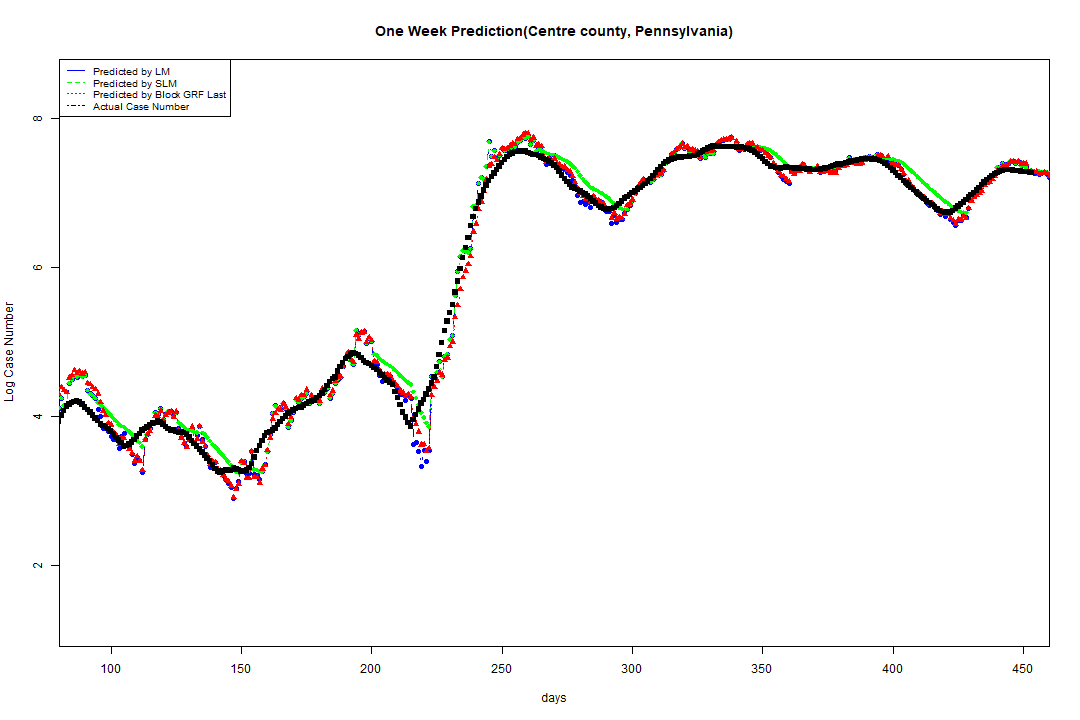 One Week Prediction(Centre county, Pennsylvania)
Predicted by LM
Predicted by SLM
Predicted by Block GRF Last
Actual Case Number
8
6
4
2
Log Case Number
100 150 200 250 300 350 400 450
days